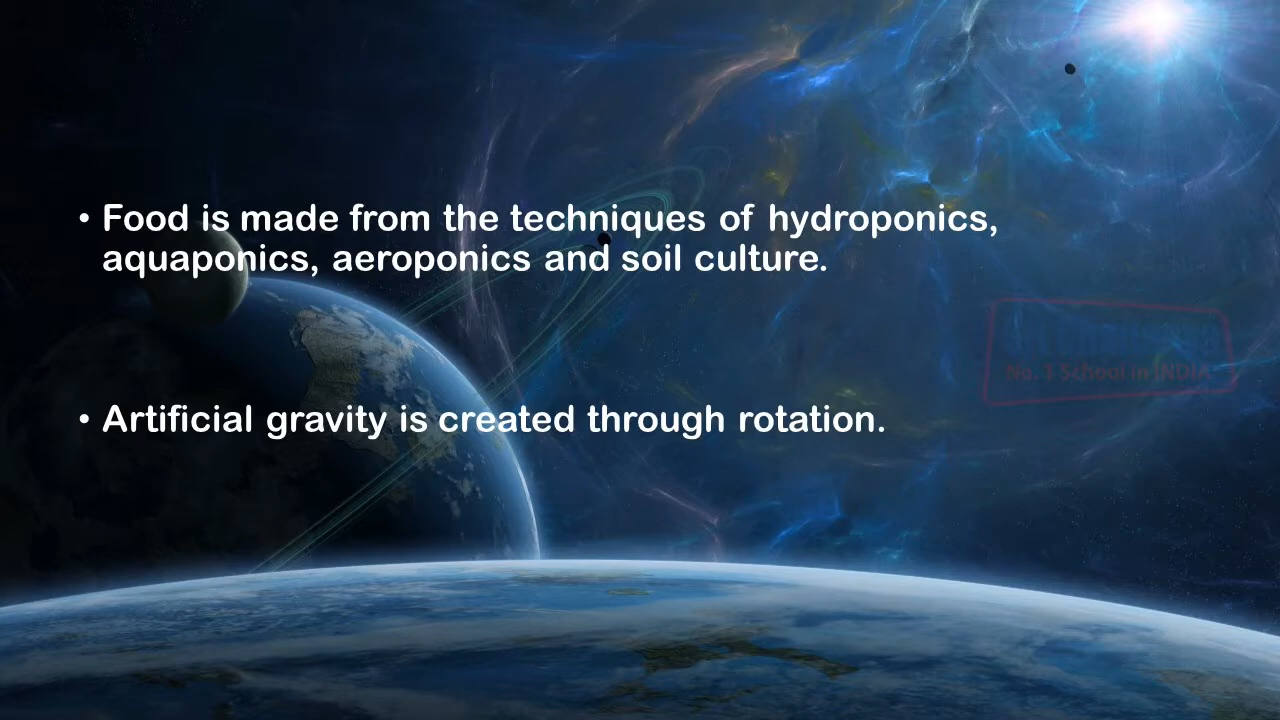 • Food is made from the techniques of hydroponics,
aquaponics, aeroponics and soil culture.
• Artificial gravity is created through rotation.
No. 1 School in INDIA